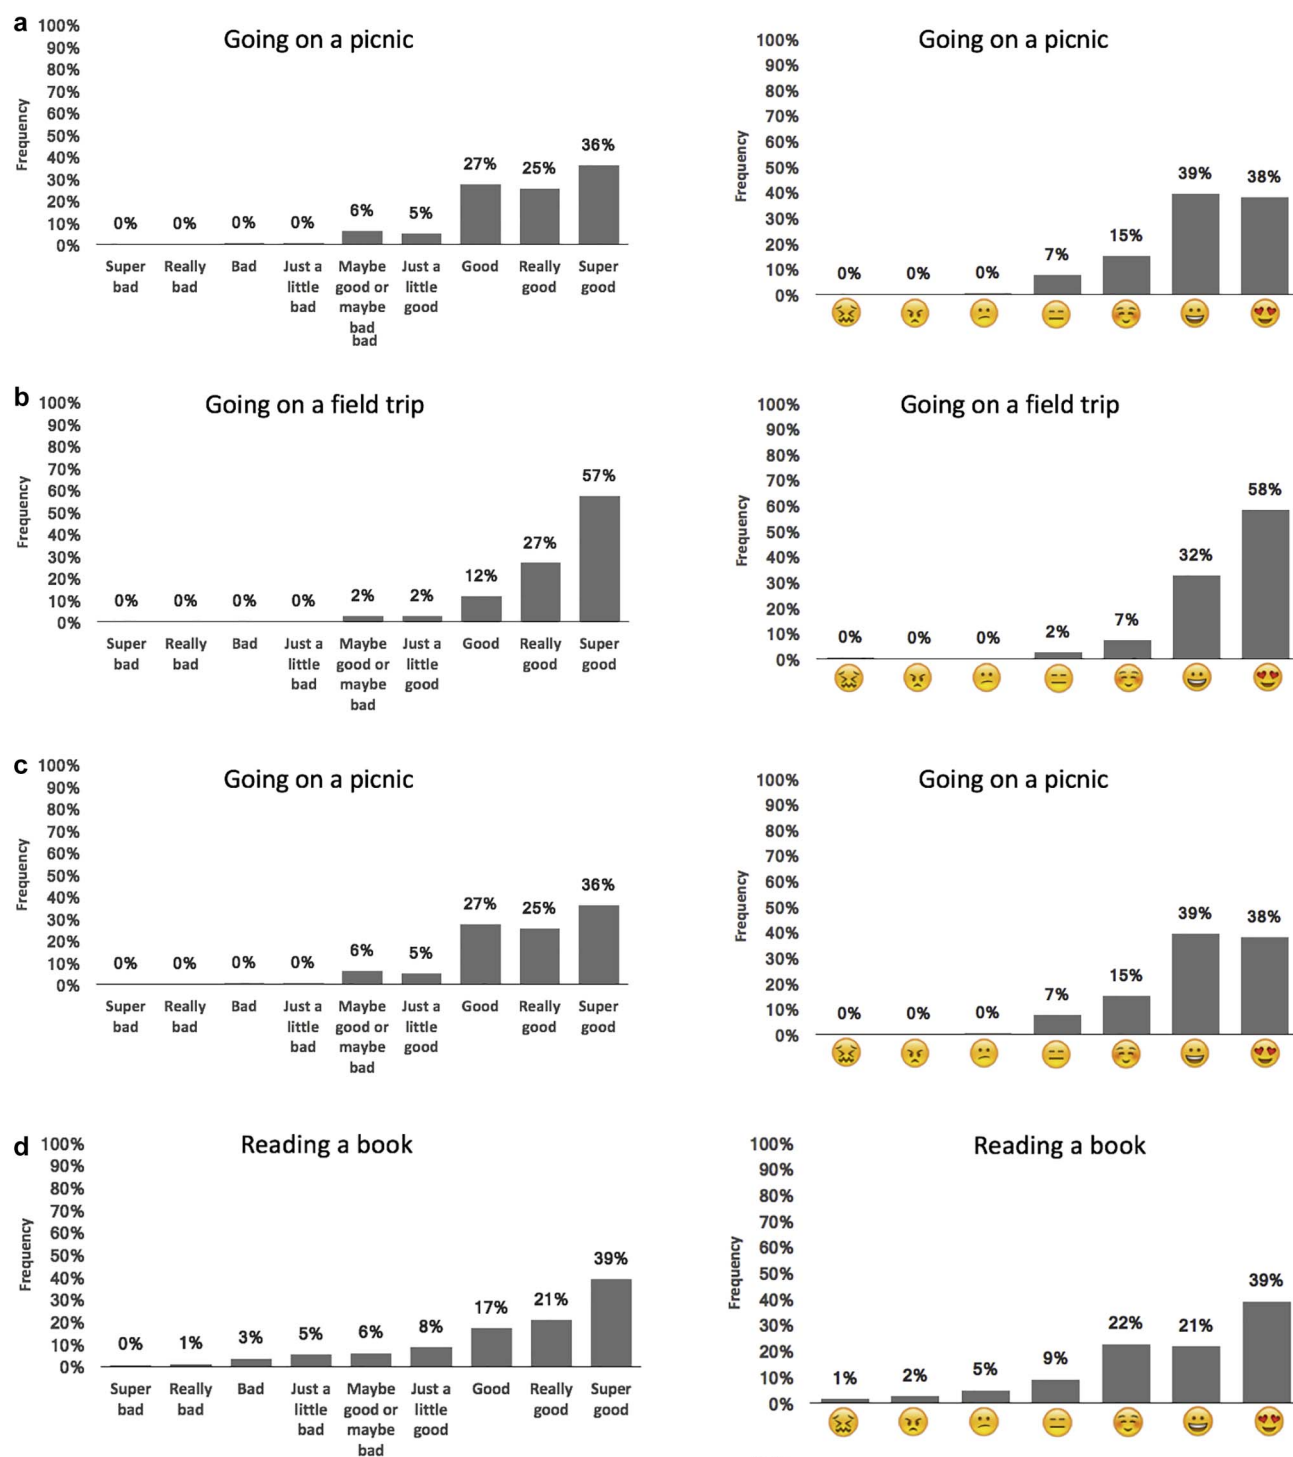 a
Going on a picnic
Frequency
100%
90%
80%
70%
60%
50%
40%
30%
20%
10%
0%
0% 0% 0% 0% 6% 5% 27% 25% 36%
Super Really Bad Just a Maybe Just a Good Really Super
bad bad little good or little good good
bad maybe good
bad
bad
Going on a picnic
Frequency
100%
90%
80%
70%
60%
50%
40%
30%
20%
10%
0%
0% 0% 0% 7% 15% 39% 38%
b
Going on a field trip
Frequency
100%
90%
80%
70%
60%
50%
40%
30%
20%
10%
0%
0% 0% 0% 0% 2% 2% 12% 27% 57%
Super Really Bad Just a Maybe Just a Good Really Super
bad bad little good or little good good
bad maybe good
bad
Going on a field trip
Frequency
100%
90%
80%
70%
60%
50%
40%
30%
20%
10%
0%
0% 0% 0% 2% 7% 32% 58%
c
Going on a picnic
Frequency
100%
90%
80%
70%
60%
50%
40%
30%
20%
10%
0%
0% 0% 0% 0% 6% 5% 27% 25% 36%
Super Really Bad Just a Maybe Just a Good Really Super
bad bad little good or little good good
bad maybe good
bad
Going on a picnic
Frequency
100%
90%
80%
70%
60%
50%
40%
30%
20%
10%
0%
0% 0% 0% 7% 15% 39% 38%
d
Reading a book
Frequency
100%
90%
80%
70%
60%
50%
40%
30%
20%
10%
0%
0% 1% 3% 5% 6% 8% 17% 21% 39%
Super Really Bad Just a Maybe Just a Good Really Super
bad bad little good or little good good
bad maybe good
bad
Reading a book
Frequency
100%
90%
80%
70%
60%
50%
40%
30%
20%
10%
0%
1% 2% 5% 9% 22% 21% 39%